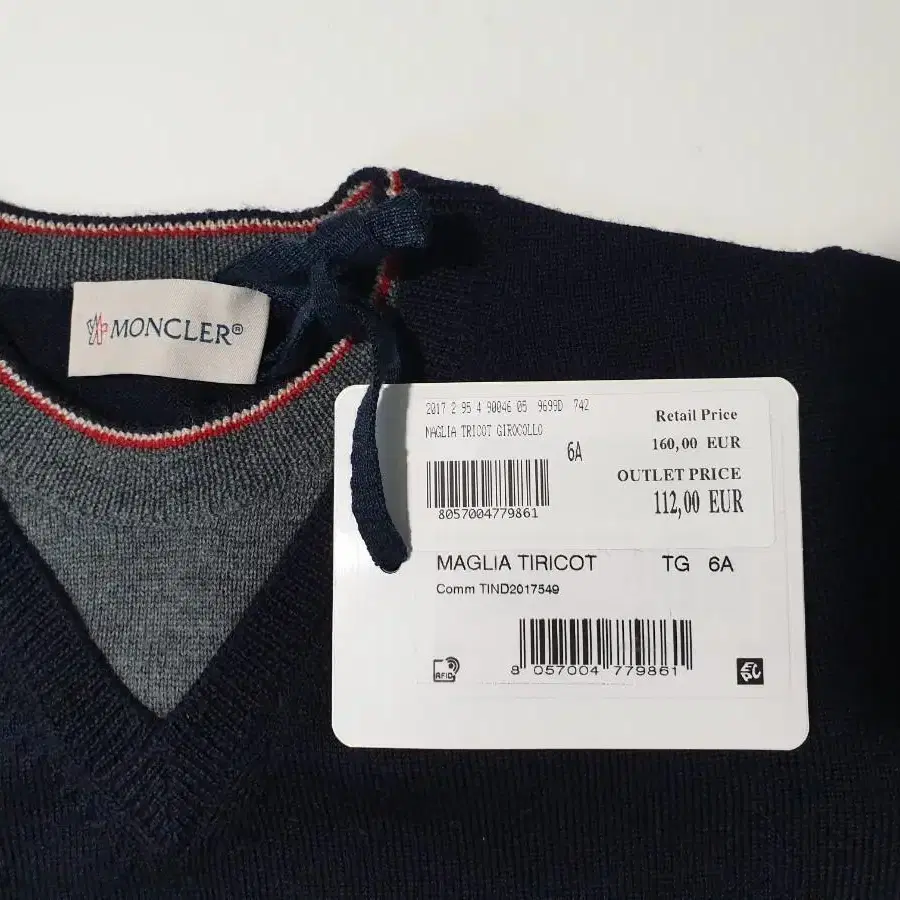 MONCLER®
2017 2 95 4 90046 05 9699D 742
MAGLIA TRICOT GIROCOLLO
6A
8057004779861
Retail Price
160,00 EUR
OUTLET PRICE
112,00 EUR
MAGLIA TIRICOT TG 6A
Comm TIND2017549
8 057004 779861
RFID
EPC